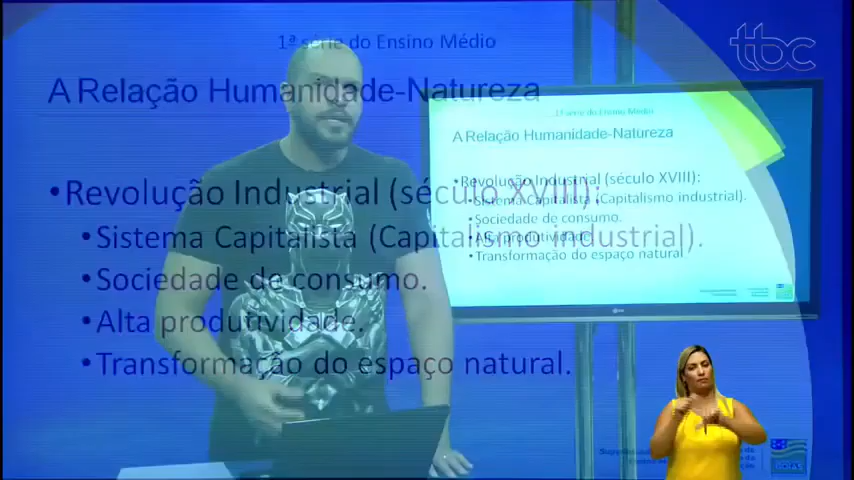 tbc
1ª série do Ensino Médio
A Relação Humanidade-Natureza
•Revolução Industrial (século XVIII):
•Sistema Capitalista (Capitalismo industrial).
•Sociedade de consumo.
•Alta produtividade.
•Transformação do espaço natural.
1ª série do Ensino Médio
A Relação Humanidade-Natureza
•Revolução Industrial (século XVIII):
•Sistema Capitalista (Capitalismo industrial).
•Sociedade de consumo.
•Alta produtividade.
•Transformação do espaço natural